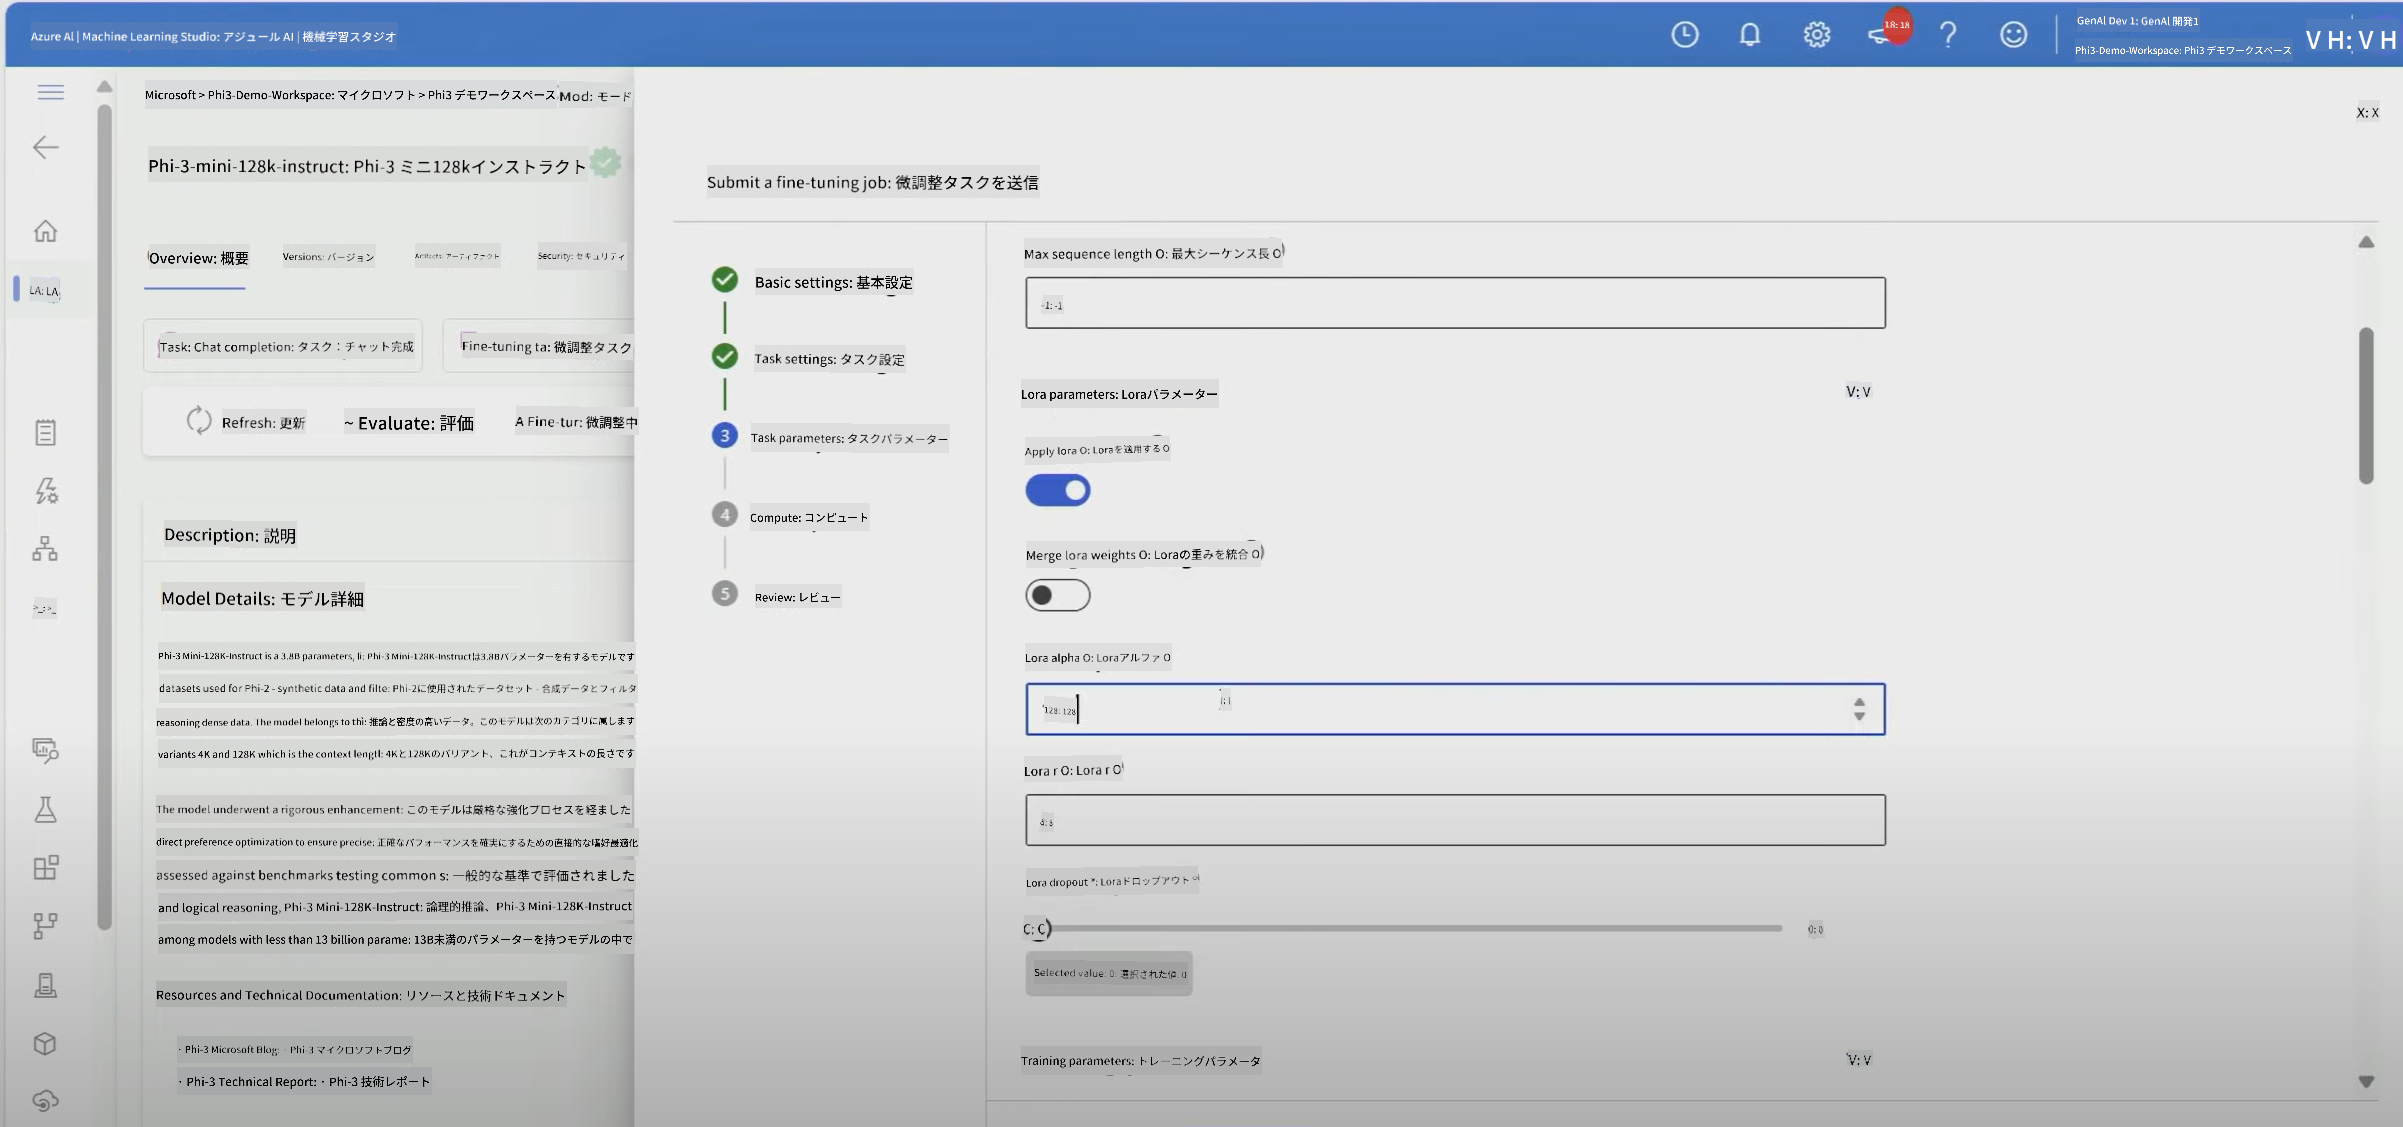 Azure Al | Machine Learning Studio: アジュール AI | 機械学習スタジオ
18: 18
GenAl Dev 1: GenAl 開発1
Phi3-Demo-Workspace: Phi3 デモワークスペース
V H: V H
Microsoft > Phi3-Demo-Workspace: マイクロソフト > Phi3 デモワークスペース
Mod: モード
X: X
Phi-3-mini-128k-instruct: Phi-3 ミニ128kインストラクト
Submit a fine-tuning job: 微調整タスクを送信
Overview: 概要
Versions: バージョン
Artifacts: アーティファクト
Security: セキュリティ
LA: LA
Task: Chat completion: タスク：チャット完成
Fine-tuning ta: 微調整タスク
Refresh: 更新
~ Evaluate: 評価
A Fine-tur: 微調整中
Description: 説明
Model Details: モデル詳細
>_: >_
Phi-3 Mini-128K-Instruct is a 3.8B parameters, li: Phi-3 Mini-128K-Instructは3.8Bパラメーターを有するモデルです
datasets used for Phi-2 - synthetic data and filte: Phi-2に使用されたデータセット - 合成データとフィルタ
reasoning dense data. The model belongs to thi: 推論と密度の高いデータ。このモデルは次のカテゴリに属します
variants 4K and 128K which is the context lengtl: 4Kと128Kのバリアント、これがコンテキストの長さです
The model underwent a rigorous enhancement: このモデルは厳格な強化プロセスを経ました
direct preference optimization to ensure precise: 正確なパフォーマンスを確実にするための直接的な嗜好最適化
assessed against benchmarks testing common s: 一般的な基準で評価されました
and logical reasoning, Phi-3 Mini-128K-Instruct: 論理的推論、Phi-3 Mini-128K-Instruct
among models with less than 13 billion parame: 13B未満のパラメーターを持つモデルの中で
Resources and Technical Documentation: リソースと技術ドキュメント
· Phi-3 Microsoft Blog: · Phi-3 マイクロソフトブログ
· Phi-3 Technical Report: · Phi-3 技術レポート
Basic settings: 基本設定
Task settings: タスク設定
3 Task parameters: タスクパラメーター
4 Compute: コンピュート
5 Review: レビュー
Max sequence length O: 最大シーケンス長 O
-1: -1
Lora parameters: Loraパラメーター
V: V
Apply lora O: Loraを適用する O
Merge lora weights O: Loraの重みを統合 O
Lora alpha O: Loraアルファ O
128: 128
Lora r O: Lora r O
Lora dropout *: Loraドロップアウト
C: C
0: 0
Selected value: 0: 選択された値: 0
Training parameters: トレーニングパラメータ
V: V